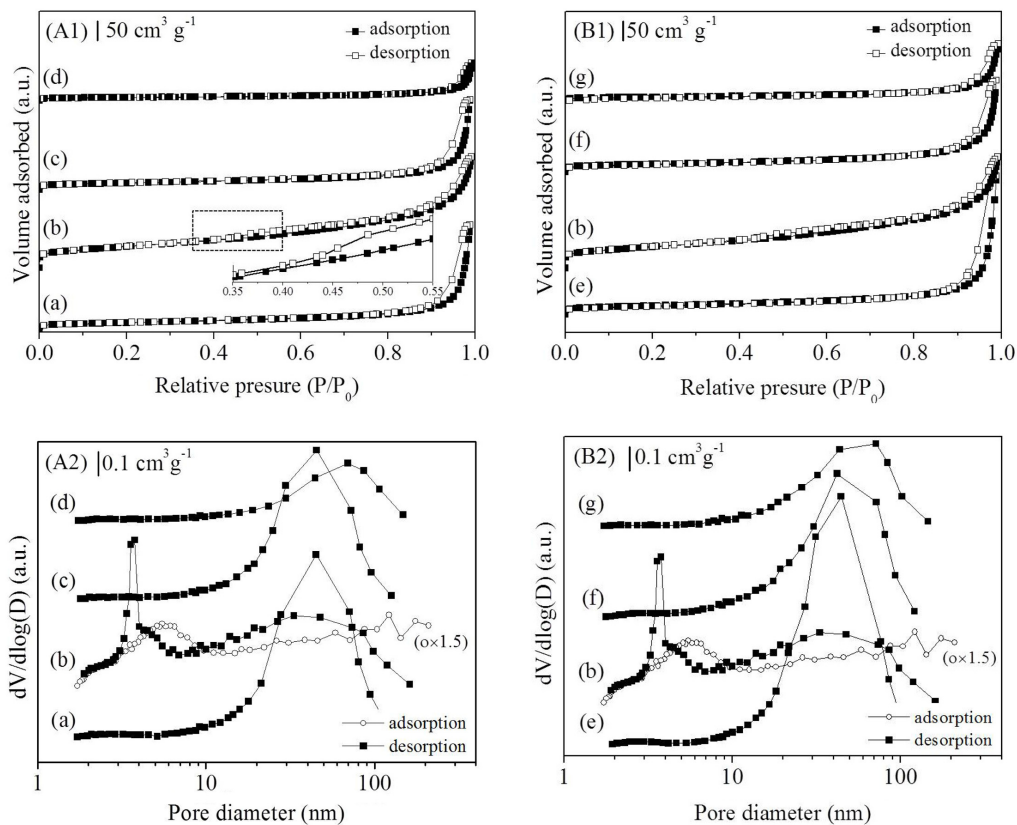 (A1) | 50 cm³ g⁻¹
adsorption
desorption
(d)
(c)
(b)
(a)
0.35 0.40 0.45 0.50 0.55
0.0 0.2 0.4 0.6 0.8 1.0
Relative presure (P/P₀)
Volume adsorbed (a.u.)
(B1) |50 cm³ g⁻¹
adsorption
desorption
(g)
(f)
(b)
(e)
0.0 0.2 0.4 0.6 0.8 1.0
Relative presure (P/P₀)
Volume adsorbed (a.u.)
(A2) |0.1 cm³g⁻¹
(d)
(c)
(b)
(o×1.5)
(a)
adsorption
desorption
1 10 100
Pore diameter (nm)
dV/dlog(D) (a.u.)
(B2) |0.1 cm³g⁻¹
(g)
(f)
(b)
(o×1.5)
(e)
adsorption
desorption
1 10 100
Pore diameter (nm)
dV/dlog(D) (a.u.)